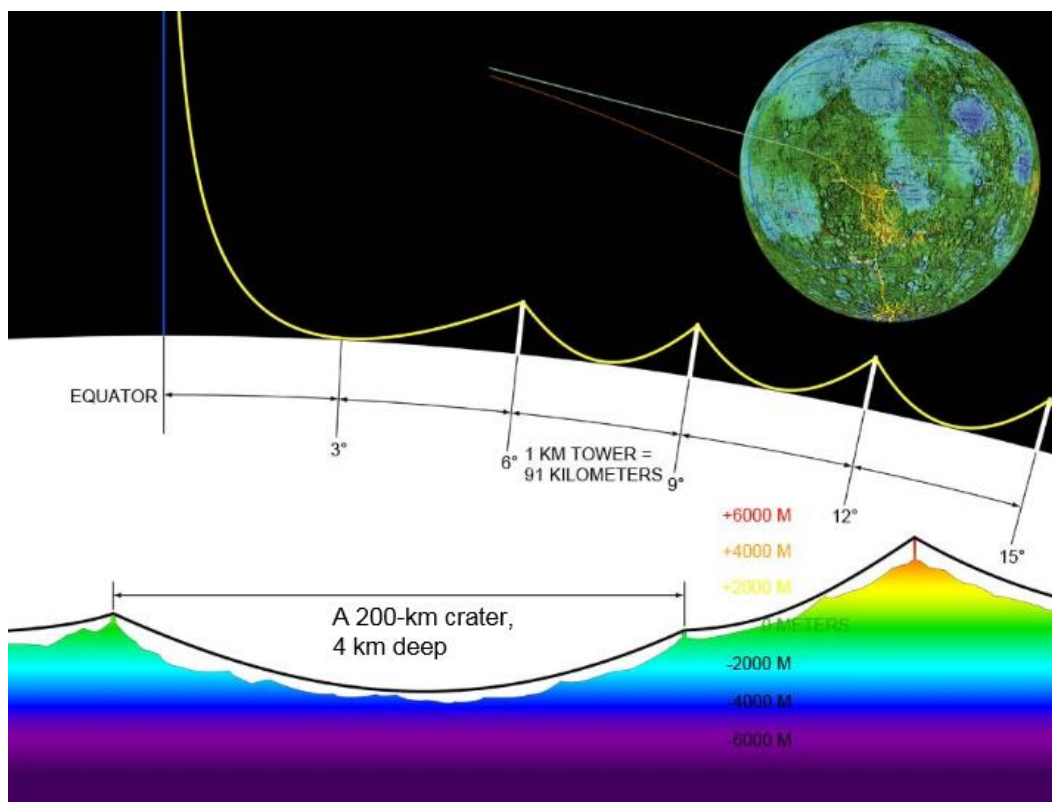 EQUATOR
3°
6°
1 KM TOWER =
91 KILOMETERS
9°
12°
15°
+6000 M
+4000 M
+2000 M
0 METERS
-2000 M
-4000 M
-6000 M
A 200-km crater,
4 km deep